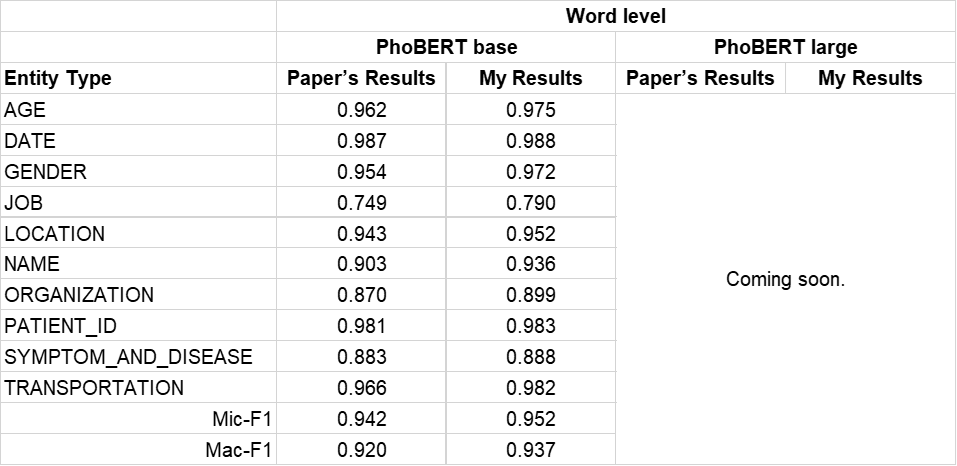 Word level
PhoBERT base PhoBERT large
Entity Type Paper's Results My Results Paper's Results My Results
AGE 0.962 0.975
DATE 0.987 0.988
GENDER 0.954 0.972
JOB 0.749 0.790
LOCATION 0.943 0.952
NAME 0.903 0.936
Coming soon.
ORGANIZATION 0.870 0.899
PATIENT_ID 0.981 0.983
SYMPTOM_AND_DISEASE 0.883 0.888
TRANSPORTATION 0.966 0.982
Mic-F1 0.942 0.952
Mac-F1 0.920 0.937